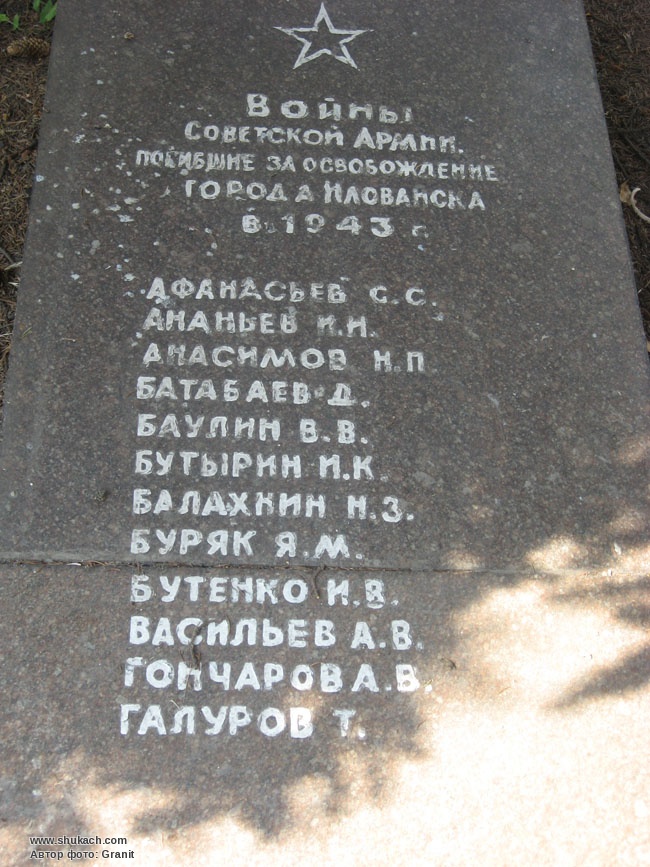 Войны
Советской Армии.
погибшие за освобождение
города Иловайска
в 1943 г.
АФАНАСЬЕВ С.С.
АНАНЬЕВ И.И.
АНАСИМОВ Н.П.
БАТАБАЕВ Д.
БАУЛИН В.В.
БУТЫРИН И.К.
БАЛАХНИН Н.З.
БУРЯК Я.М.
БУТЕНКО И.В.
ВАСИЛЬЕВ А.В.
ГОНЧАРОВ А.В.
ГАЛУРОВ Т.
www.shukach.com
Автор фото: Granit